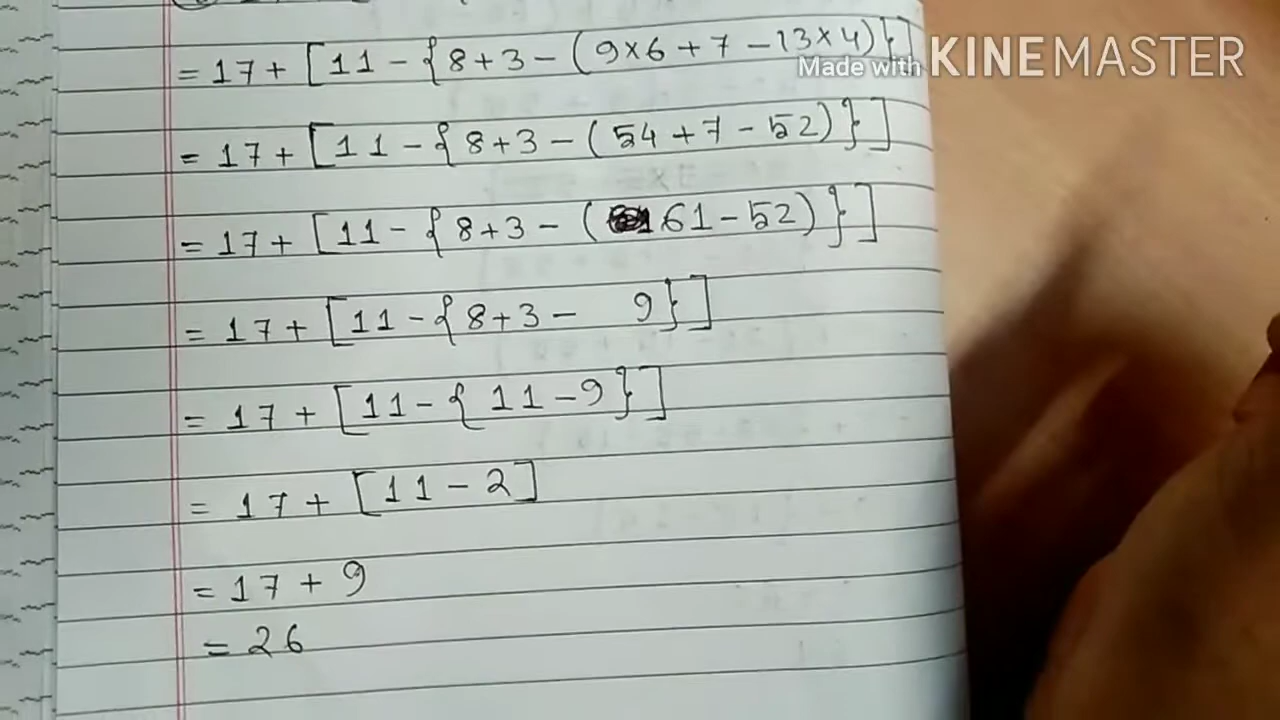 = 17 + [11 - {8 + 3 - (9 × 6 + 7 - 13 × 4)}]
Made with KINEMASTER
= 17 + [11 - {8 + 3 - (54 + 7 - 52)}]
= 17 + [11 - {8 + 3 - (61 - 52)}]
= 17 + [11 - {8 + 3 - 9}]
= 17 + [11 - {11 - 9}]
= 17 + [11 - 2]
= 17 + 9
= 26